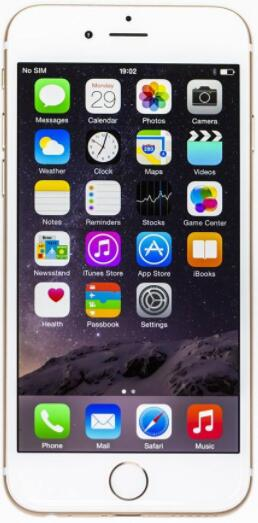 No SIM 19:02
Monday
29
Messages Calendar Photos Camera
280
Weather Clock Maps Videos
Notes Reminders Stocks Game Center
Newsstand iTunes Store App Store iBooks
Health Passbook Settings
Phone Mail Safari Music